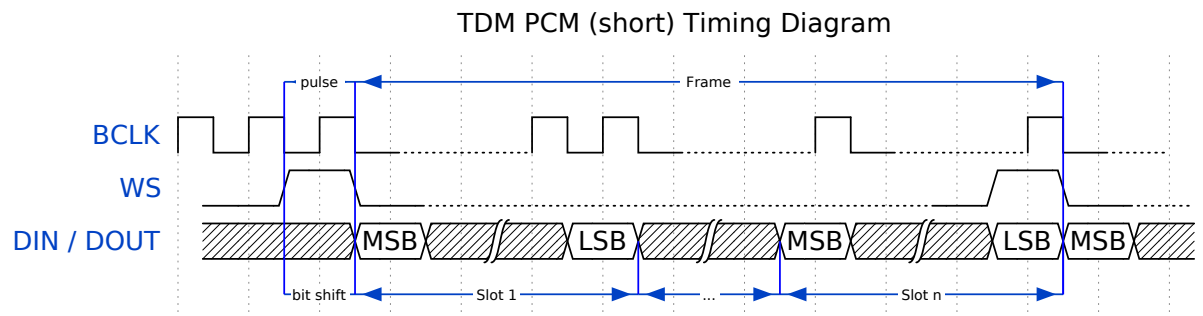 TDM PCM (short) Timing Diagram
pulse
Frame
BCLK
WS
DIN / DOUT
MSB
LSB
MSB
LSB
MSB
bit shift
Slot 1
...
Slot n